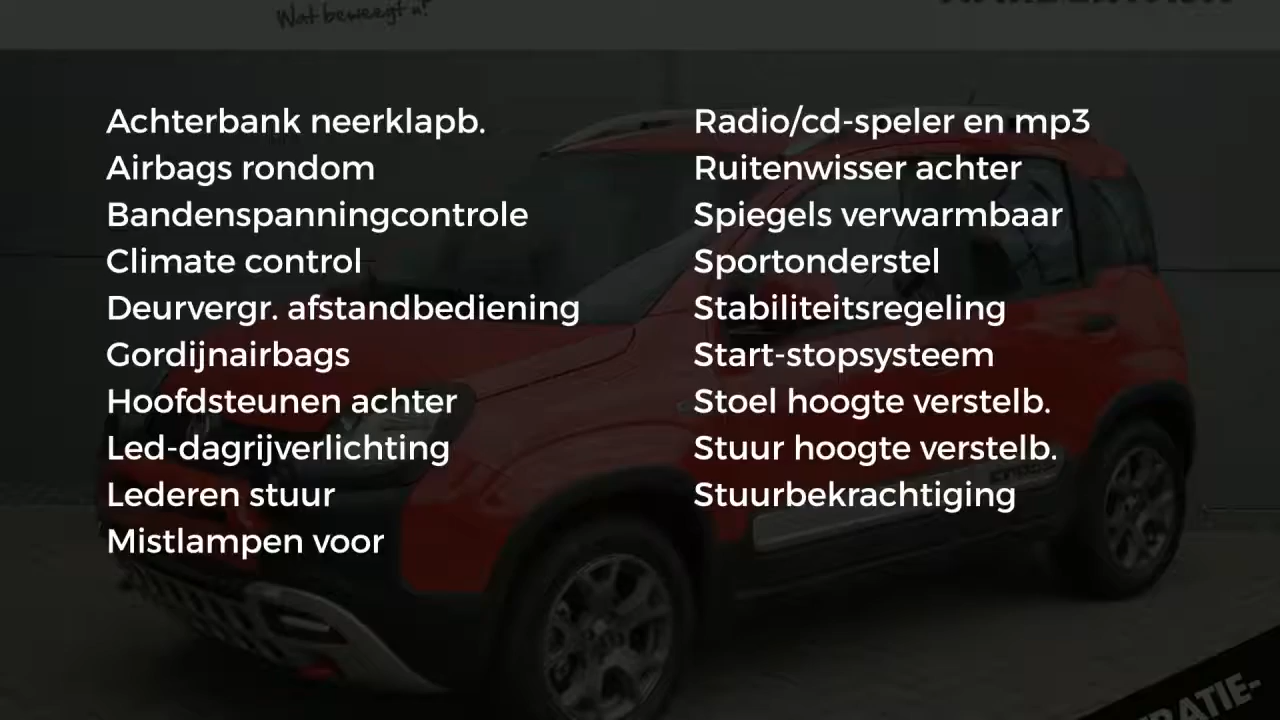 Wat beweegt u?
Achterbank neerklapb.
Airbags rondom
Bandenspanningcontrole
Climate control
Deurvergr. afstandbediening
Gordijnairbags
Hoofdsteunen achter
Led-dagrijverlichting
Lederen stuur
Mistlampen voor
Radio/cd-speler en mp3
Ruitenwisser achter
Spiegels verwarmbaar
Sportonderstel
Stabiliteitsregeling
Start-stopsysteem
Stoel hoogte verstelb.
Stuur hoogte verstelb.
Stuurbekrachtiging